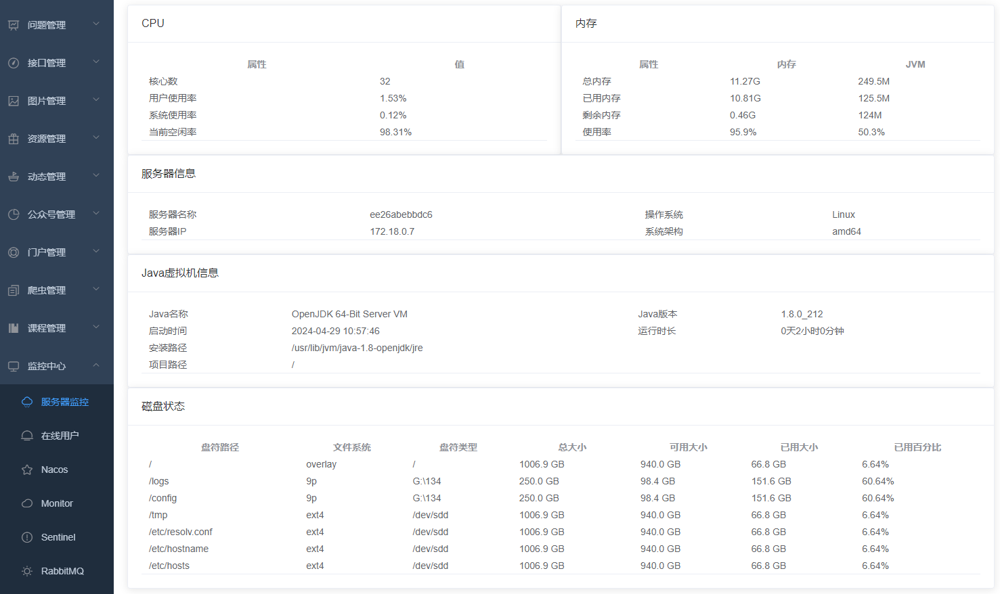 问题管理
接口管理
图片管理
资源管理
动态管理
公众号管理
门户管理
爬虫管理
课程管理
监控中心
服务器监控
在线用户
Nacos
Monitor
Sentinel
RabbitMQ
CPU
属性 值
核心数 32
用户使用率 1.53%
系统使用率 0.12%
当前空闲率 98.31%
内存
属性 内存 JVM
总内存 11.27G 249.5M
已用内存 10.81G 125.5M
剩余内存 0.46G 124M
使用率 95.9% 50.3%
服务器信息
服务器名称 ee26abebbdc6 操作系统 Linux
服务器IP 172.18.0.7 系统架构 amd64
Java虚拟机信息
Java名称 OpenJDK 64-Bit Server VM Java版本 1.8.0_212
启动时间 2024-04-29 10:57:46 运行时长 0天2小时0分钟
安装路径 /usr/lib/jvm/java-1.8-openjdk/jre
项目路径 /
磁盘状态
盘符路径 文件系统 盘符类型 总大小 可用大小 已用大小 已用百分比
/ overlay / 1006.9 GB 940.0 GB 66.8 GB 6.64%
/logs 9p G:\134 250.0 GB 98.4 GB 151.6 GB 60.64%
/config 9p G:\134 250.0 GB 98.4 GB 151.6 GB 60.64%
/tmp ext4 /dev/sdd 1006.9 GB 940.0 GB 66.8 GB 6.64%
/etc/resolv.conf ext4 /dev/sdd 1006.9 GB 940.0 GB 66.8 GB 6.64%
/etc/hostname ext4 /dev/sdd 1006.9 GB 940.0 GB 66.8 GB 6.64%
/etc/hosts ext4 /dev/sdd 1006.9 GB 940.0 GB 66.8 GB 6.64%